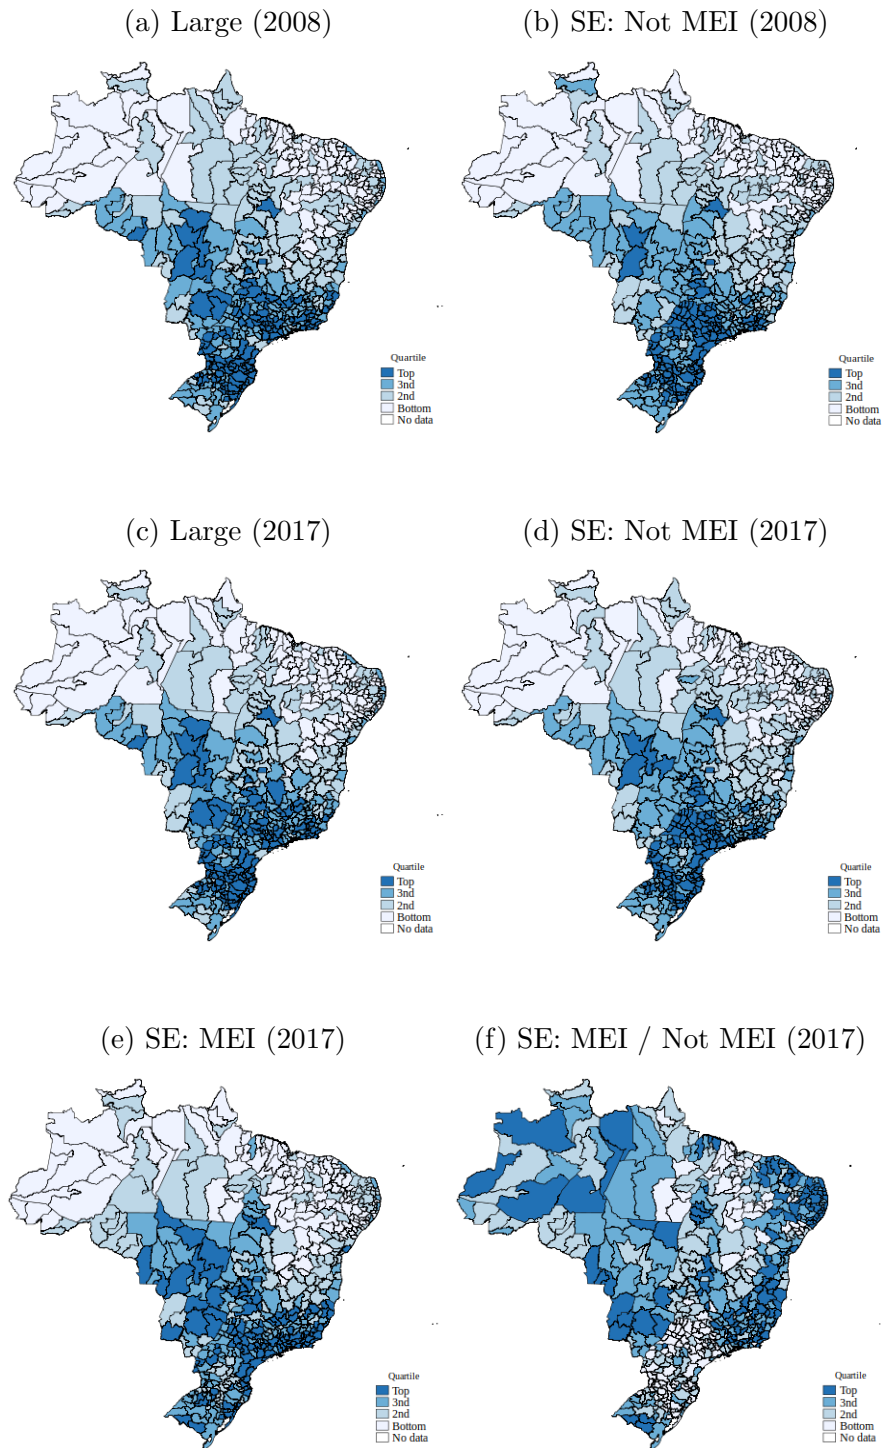 (a) Large (2008)
(b) SE: Not MEI (2008)
Quartile
Top
3nd
2nd
Bottom
No data
Quartile
Top
3nd
2nd
Bottom
No data
(c) Large (2017)
(d) SE: Not MEI (2017)
Quartile
Top
3nd
2nd
Bottom
No data
Quartile
Top
3nd
2nd
Bottom
No data
(e) SE: MEI (2017)
(f) SE: MEI / Not MEI (2017)
Quartile
Top
3nd
2nd
Bottom
No data
Quartile
Top
3nd
2nd
Bottom
No data